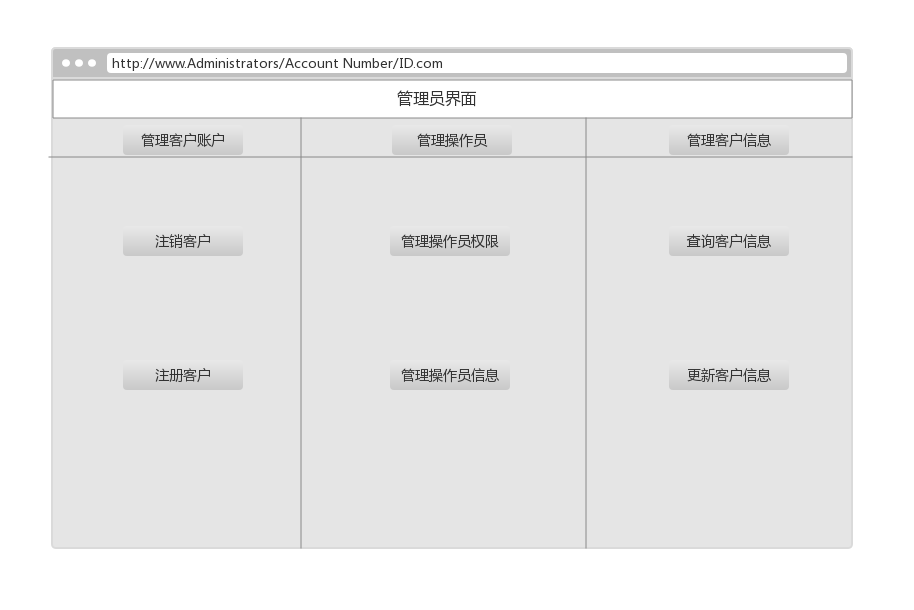 http://www.Administrators/Account Number/ID.com
管理员界面
管理客户账户
管理操作员
管理客户信息
注销客户
管理操作员权限
查询客户信息
注册客户
管理操作员信息
更新客户信息